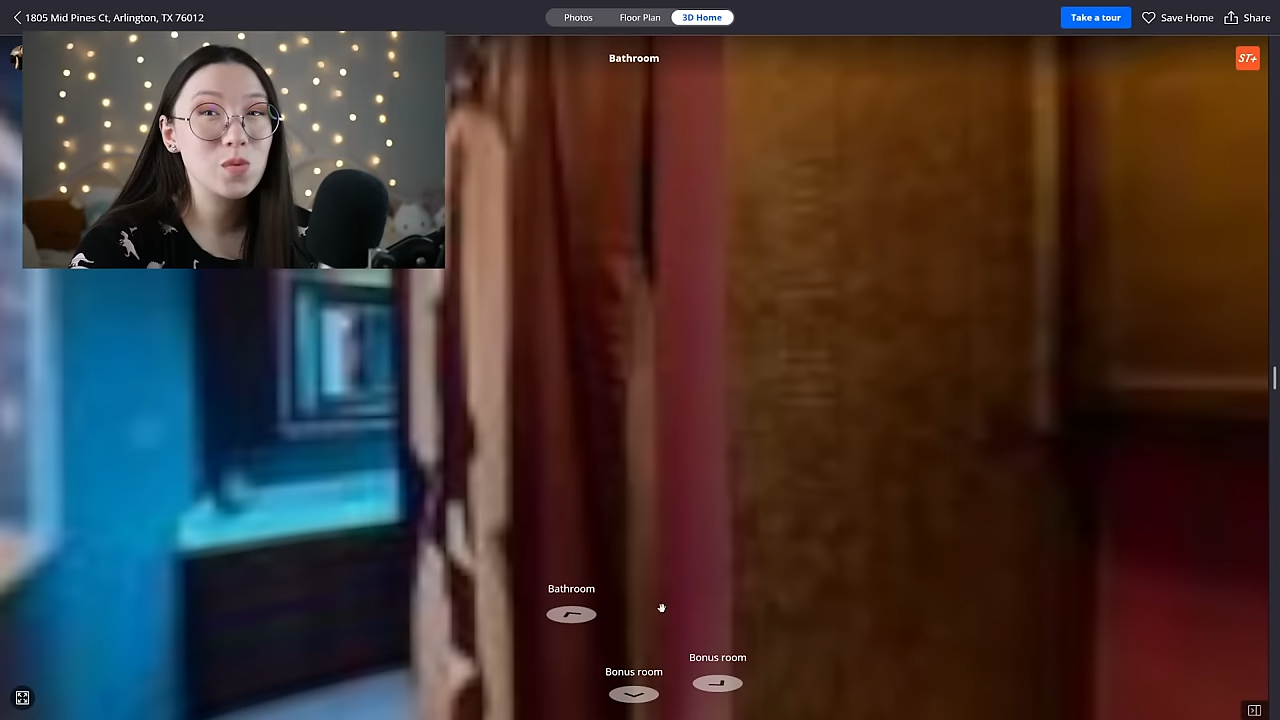 1805 Mid Pines Ct, Arlington, TX 76012
Photos
Floor Plan
3D Home
Take a tour
Save Home
Share
Bathroom
ST+
Bathroom
Bonus room
Bonus room